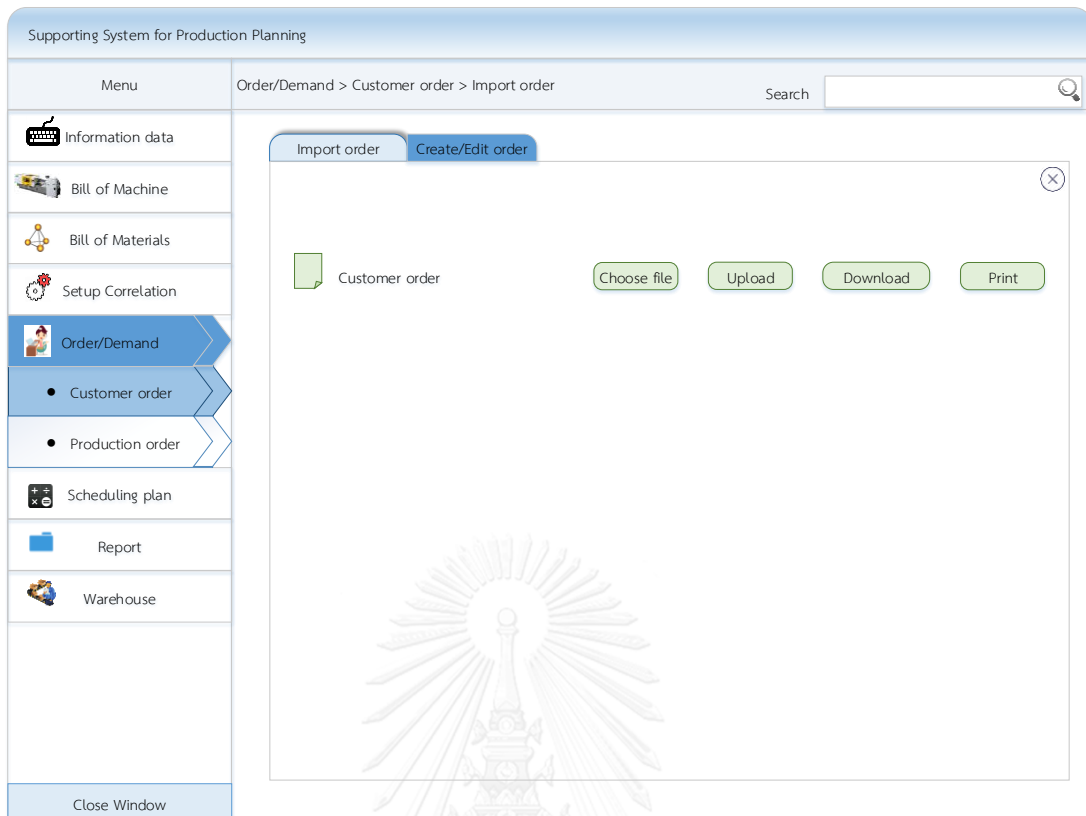 Supporting System for Production Planning
Menu
Order/Demand > Customer order > Import order
Search
Information data
Bill of Machine
Bill of Materials
Setup Correlation
Order/Demand
• Customer order
• Production order
Scheduling plan
Report
Warehouse
Close Window
Import order
Create/Edit order
Customer order
Choose file
Upload
Download
Print